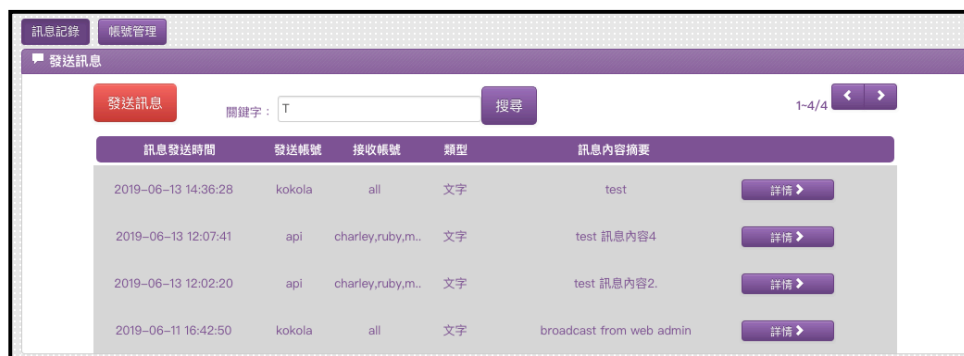 訊息記錄 帳號管理
發送訊息
發送訊息 關鍵字： T 搜尋 1~4/4
訊息發送時間 發送帳號 接收帳號 類型 訊息內容摘要
2019-06-13 14:36:28 kokola all 文字 test 詳情
2019-06-13 12:07:41 api charley,ruby,m.. 文字 test 訊息內容4 詳情
2019-06-13 12:02:20 api charley,ruby,m.. 文字 test 訊息內容2. 詳情
2019-06-11 16:42:50 kokola all 文字 broadcast from web admin 詳情